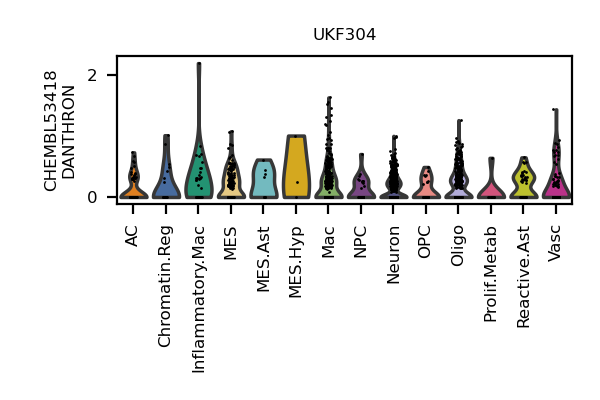 UKF304
CHEMBL53418
DANTHRON
2
0
AC
Chromatin.Reg
Inflammatory.Mac
MES
MES.Ast
MES.Hyp
Mac
NPC
Neuron
OPC
Oligo
Prolif.Metab
Reactive.Ast
Vasc